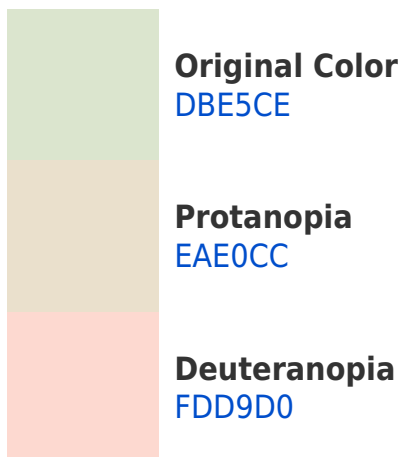 Original Color
DBE5CE
Protanopia
EAE0CC
Deuteranopia
FDD9D0